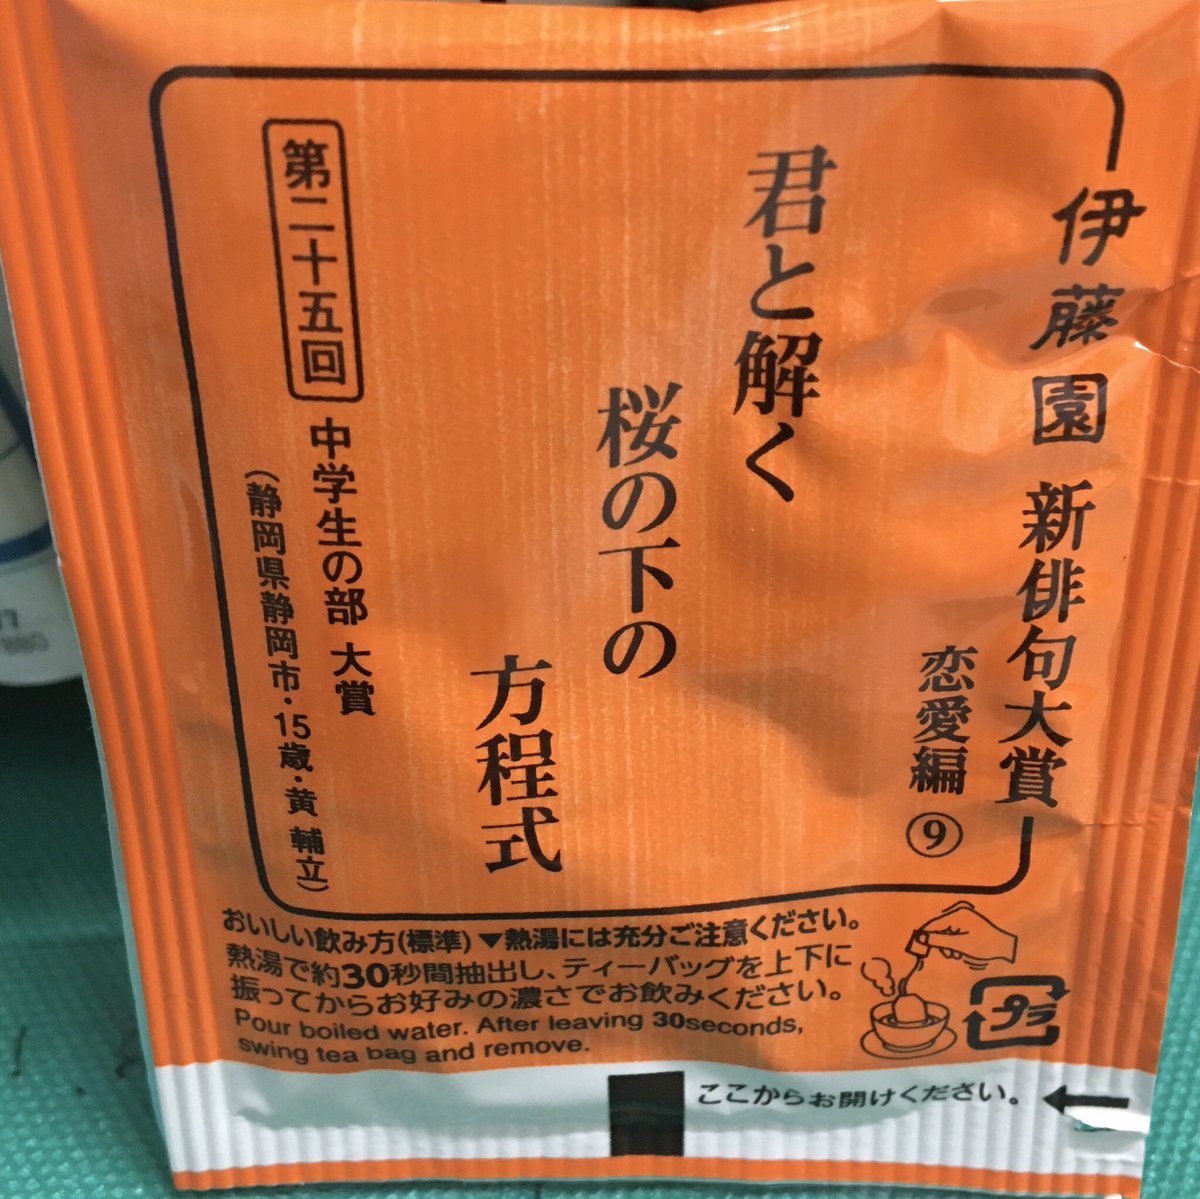 伊藤園 新俳句大賞
恋愛編 ⑨
君と解く
桜の下の
方程式
第二十五回 中学生の部 大賞
(静岡県静岡市・15歳・黄 輔立)
おいしい飲み方(標準) ▼熱湯には充分ご注意ください。
熱湯で約30秒間抽出し、ティーバッグを上下に
振ってからお好みの濃さでお飲みください。
Pour boiled water. After leaving 30seconds,
swing tea bag and remove.
プラ
ここからお開けください。